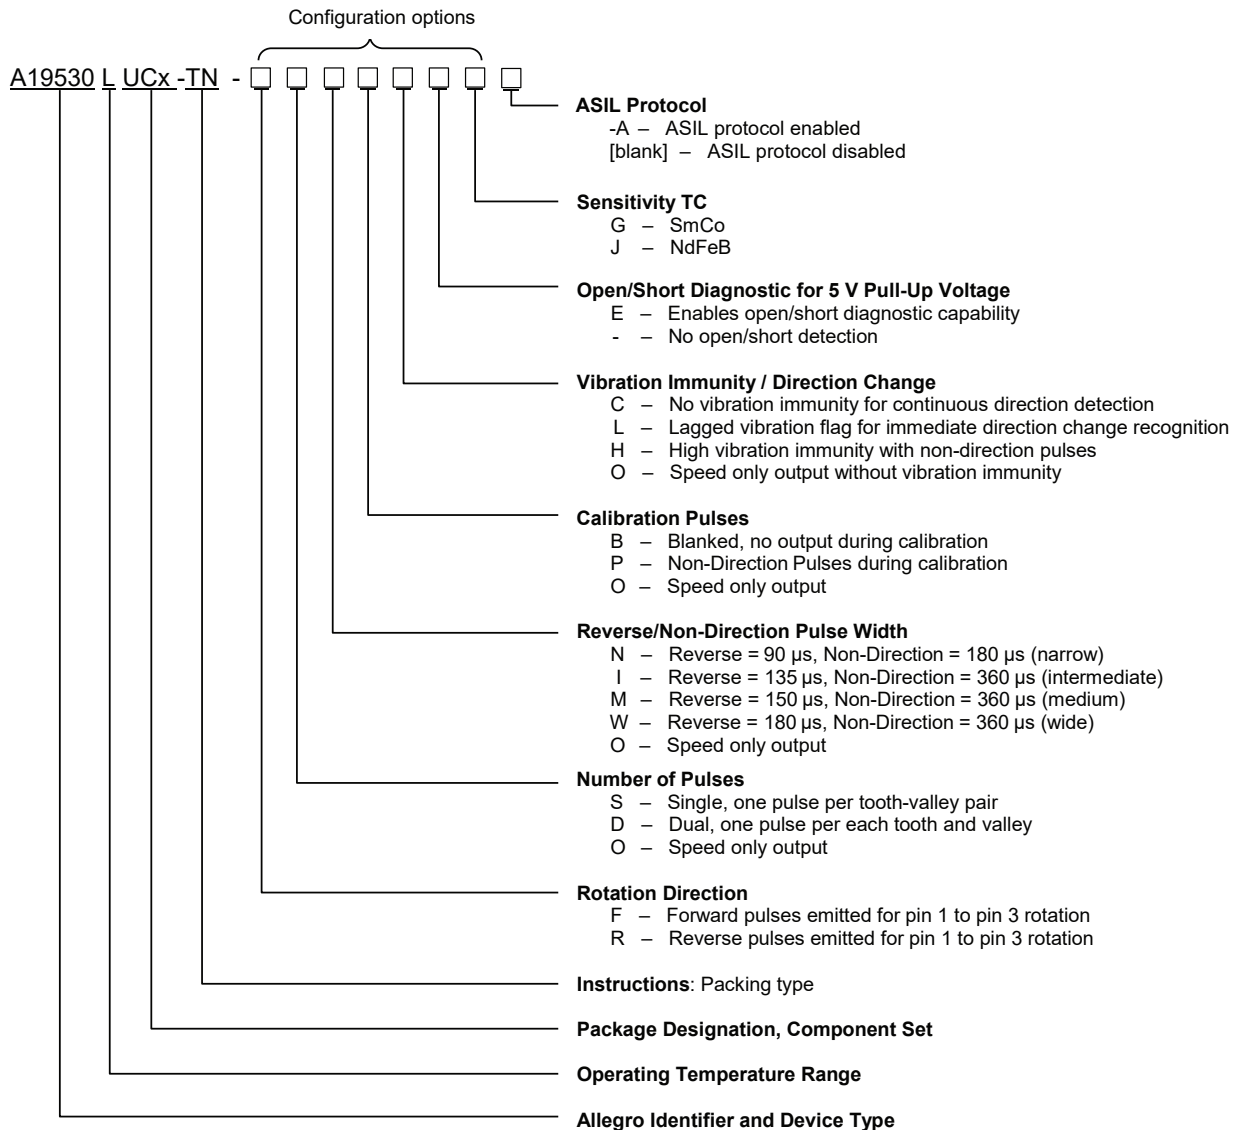 Configuration options
A19530 L UCx -TN - □ □ □ □ □ □ □ □
ASIL Protocol
-A – ASIL protocol enabled
[blank] – ASIL protocol disabled
Sensitivity TC
G – SmCo
J – NdFeB
Open/Short Diagnostic for 5 V Pull-Up Voltage
E – Enables open/short diagnostic capability
- – No open/short detection
Vibration Immunity / Direction Change
C – No vibration immunity for continuous direction detection
L – Lagged vibration flag for immediate direction change recognition
H – High vibration immunity with non-direction pulses
O – Speed only output without vibration immunity
Calibration Pulses
B – Blanked, no output during calibration
P – Non-Direction Pulses during calibration
O – Speed only output
Reverse/Non-Direction Pulse Width
N – Reverse = 90 µs, Non-Direction = 180 µs (narrow)
I – Reverse = 135 µs, Non-Direction = 360 µs (intermediate)
M – Reverse = 150 µs, Non-Direction = 360 µs (medium)
W – Reverse = 180 µs, Non-Direction = 360 µs (wide)
O – Speed only output
Number of Pulses
S – Single, one pulse per tooth-valley pair
D – Dual, one pulse per each tooth and valley
O – Speed only output
Rotation Direction
F – Forward pulses emitted for pin 1 to pin 3 rotation
R – Reverse pulses emitted for pin 1 to pin 3 rotation
Instructions: Packing type
Package Designation, Component Set
Operating Temperature Range
Allegro Identifier and Device Type